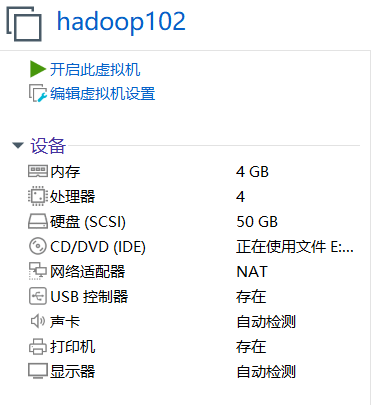 hadoop102
开启此虚拟机
编辑虚拟机设置
设备
内存 4 GB
处理器 4
硬盘 (SCSI) 50 GB
CD/DVD (IDE) 正在使用文件 E:...
网络适配器 NAT
USB 控制器 存在
声卡 自动检测
打印机 存在
显示器 自动检测